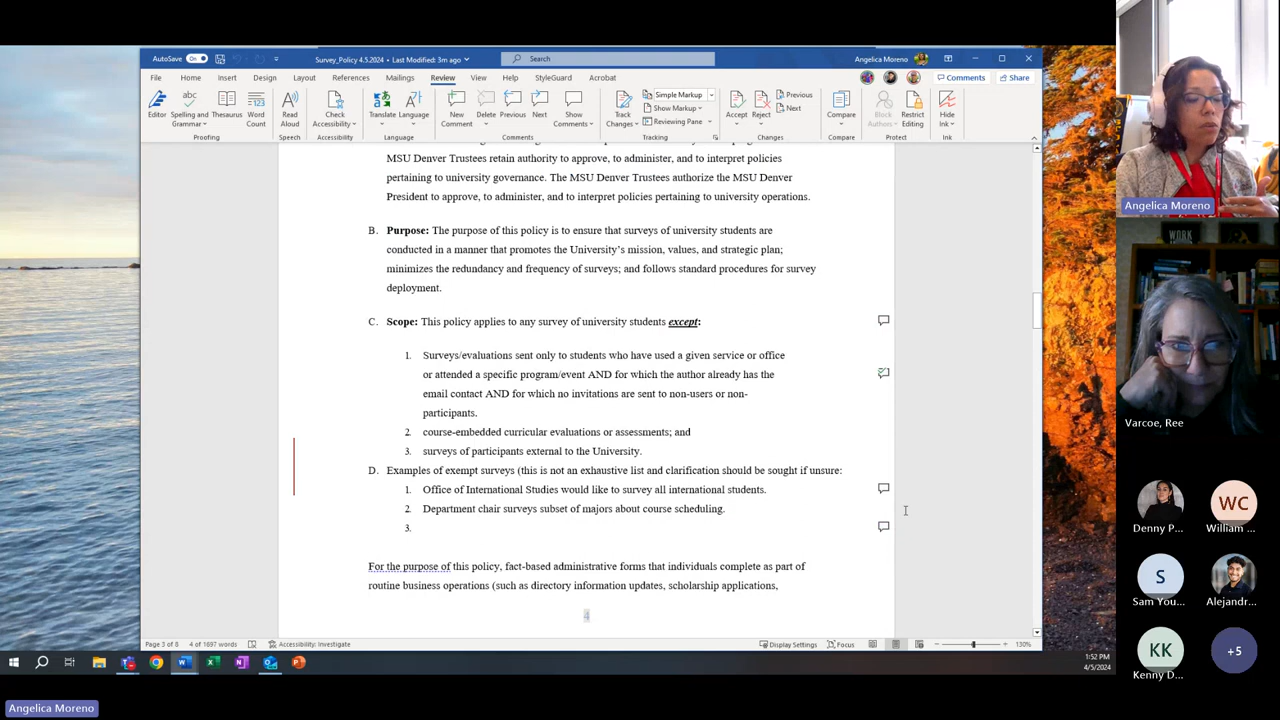 AutoSave
On
Survey_Policy 4.5.2024 • Last Modified: 3m ago
Search
Angelica Moreno
File
Home
Insert
Design
Layout
References
Mailings
Review
View
Help
StyleGuard
Acrobat
Comments
Share
Editor
Spelling and Grammar
Thesaurus
Word Count
Proofing
Read Aloud
Speech
Check Accessibility
Accessibility
Translate
Language
Language
New Comment
Delete
Previous
Next
Show Comments
Comments
Track Changes
Simple Markup
Show Markup
Reviewing Pane
Tracking
Accept
Reject
Previous
Next
Changes
Compare
Compare
Block Authors
Restrict Editing
Protect
Hide Ink
Ink
MSU Denver Trustees retain authority to approve, to administer, and to interpret policies
pertaining to university governance. The MSU Denver Trustees authorize the MSU Denver
President to approve, to administer, and to interpret policies pertaining to university operations.
B. Purpose: The purpose of this policy is to ensure that surveys of university students are
conducted in a manner that promotes the University's mission, values, and strategic plan;
minimizes the redundancy and frequency of surveys; and follows standard procedures for survey
deployment.
C. Scope: This policy applies to any survey of university students except:
1. Surveys/evaluations sent only to students who have used a given service or office
or attended a specific program/event AND for which the author already has the
email contact AND for which no invitations are sent to non-users or non-
participants.
2. course-embedded curricular evaluations or assessments; and
3. surveys of participants external to the University.
D. Examples of exempt surveys (this is not an exhaustive list and clarification should be sought if unsure:
1. Office of International Studies would like to survey all international students.
2. Department chair surveys subset of majors about course scheduling.
3.
For the purpose of this policy, fact-based administrative forms that individuals complete as part of
routine business operations (such as directory information updates, scholarship applications,
4
4 of 1697 words
Accessibility: Investigate
Display Settings
Focus
130%
1:52 PM
4/5/2024
Angelica Moreno
WORK
Angelica Moreno
Varcoe, Ree
Denny P...
WC
William ...
S
Sam You...
Alejandr...
KK
Kenny D...
+5